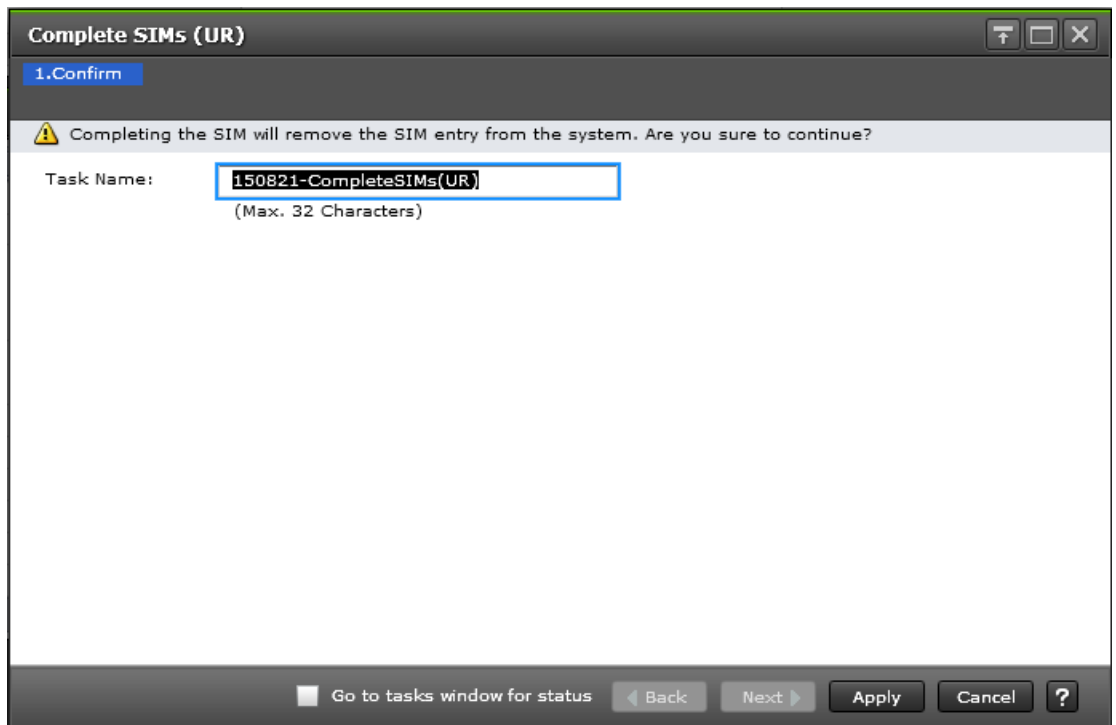 Complete SIMs (UR)
1.Confirm
Completing the SIM will remove the SIM entry from the system. Are you sure to continue?
Task Name: 150821-CompleteSIMs(UR)
(Max. 32 Characters)
Go to tasks window for status Back Next Apply Cancel ?